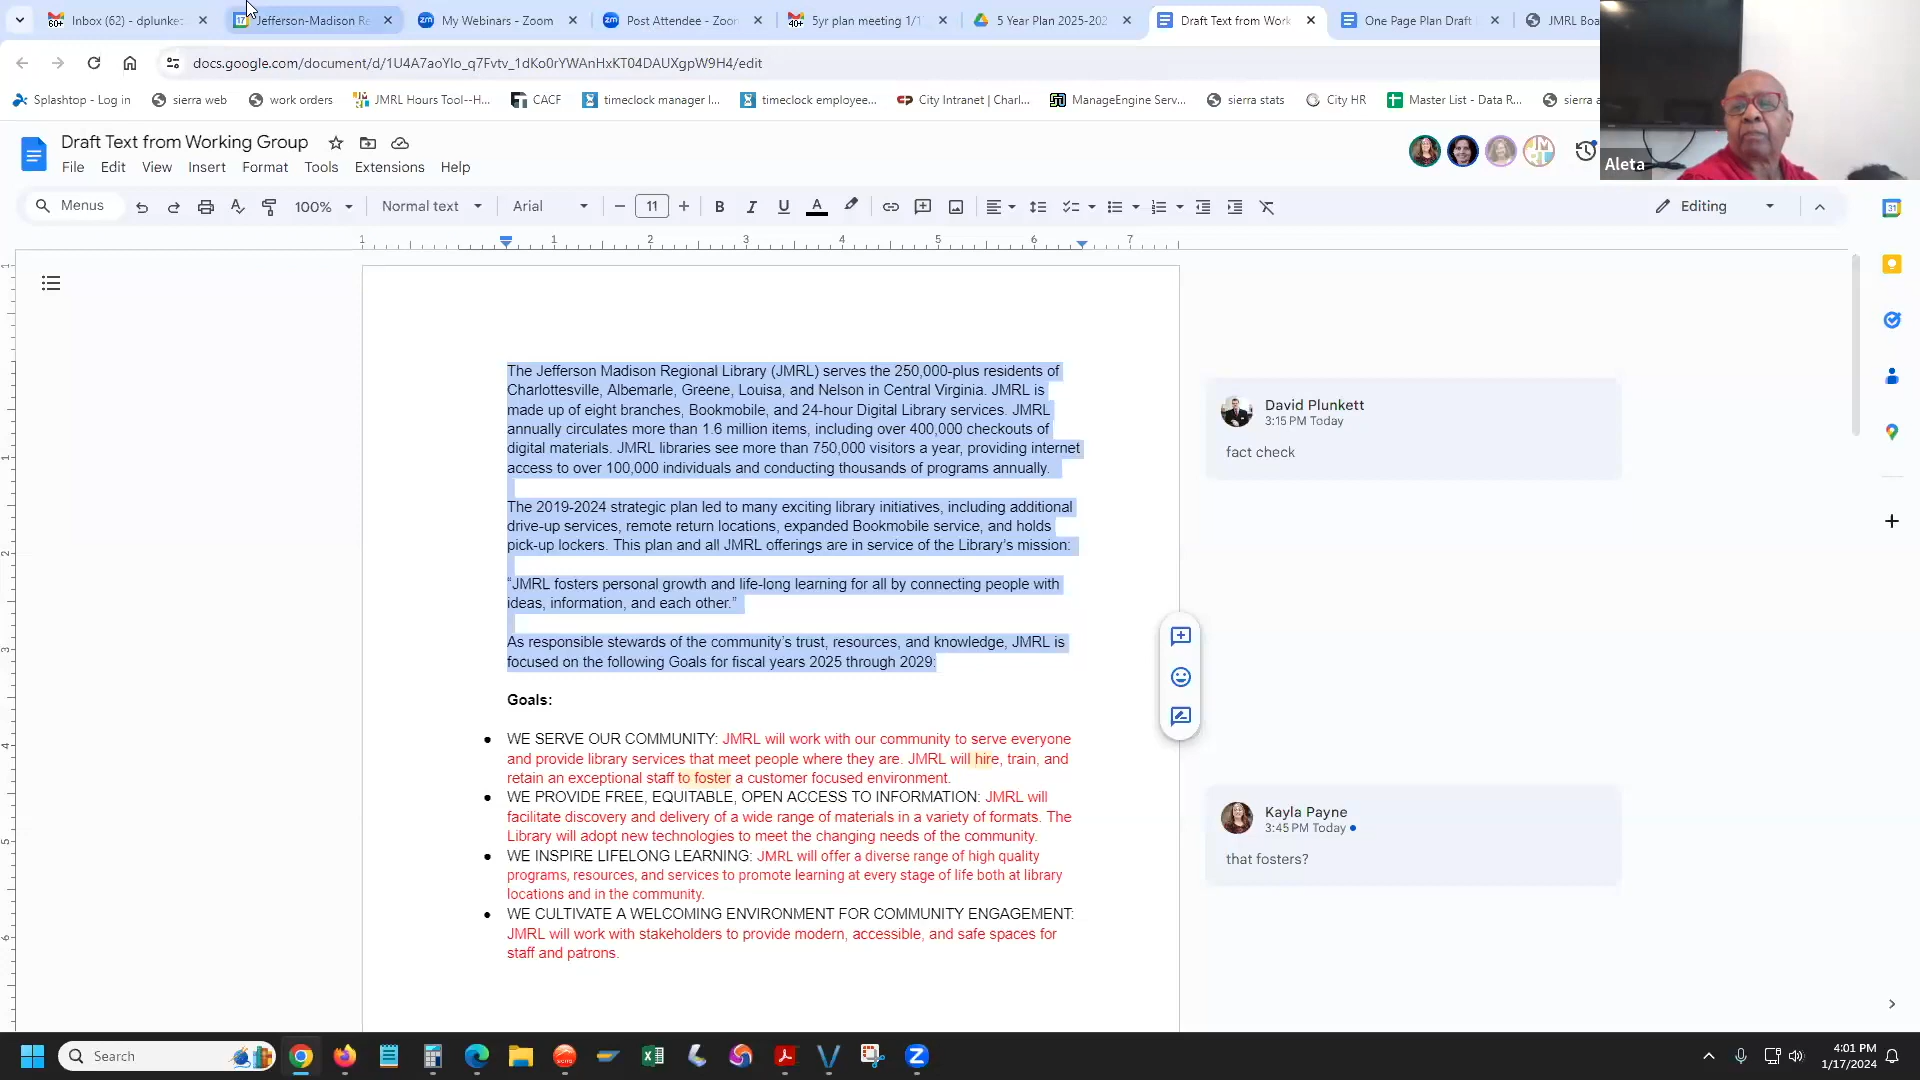 Inbox (62) - dplunke
Jefferson-Madison Re
My Webinars - Zoom
Post Attendee - Zoom
5yr plan meeting 1/1
5 Year Plan 2025-202
Draft Text from Work
One Page Plan Draft
JMRL Boa
docs.google.com/document/d/1U4A7aoYlo_q7Fvtv_1dKo0rYWAnHxKT04DAUXgpW9H4/edit
Splashtop - Log in
sierra web
work orders
JMRL Hours Tool--H...
CACF
timeclock manager l...
timeclock employee...
City Intranet | Charl...
ManageEngine Serv...
sierra stats
City HR
Master List - Data R...
sierra a
Draft Text from Working Group
File Edit View Insert Format Tools Extensions Help
Aleta
Menus 100% Normal text Arial 11 Editing
The Jefferson Madison Regional Library (JMRL) serves the 250,000-plus residents of
Charlottesville, Albemarle, Greene, Louisa, and Nelson in Central Virginia. JMRL is
made up of eight branches, Bookmobile, and 24-hour Digital Library services. JMRL
annually circulates more than 1.6 million items, including over 400,000 checkouts of
digital materials. JMRL libraries see more than 750,000 visitors a year, providing internet
access to over 100,000 individuals and conducting thousands of programs annually.
The 2019-2024 strategic plan led to many exciting library initiatives, including additional
drive-up services, remote return locations, expanded Bookmobile service, and holds
pick-up lockers. This plan and all JMRL offerings are in service of the Library's mission:
“JMRL fosters personal growth and life-long learning for all by connecting people with
ideas, information, and each other.”
As responsible stewards of the community's trust, resources, and knowledge, JMRL is
focused on the following Goals for fiscal years 2025 through 2029:
Goals:
● WE SERVE OUR COMMUNITY: JMRL will work with our community to serve everyone
and provide library services that meet people where they are. JMRL will hire, train, and
retain an exceptional staff to foster a customer focused environment.
● WE PROVIDE FREE, EQUITABLE, OPEN ACCESS TO INFORMATION: JMRL will
facilitate discovery and delivery of a wide range of materials in a variety of formats. The
Library will adopt new technologies to meet the changing needs of the community.
● WE INSPIRE LIFELONG LEARNING: JMRL will offer a diverse range of high quality
programs, resources, and services to promote learning at every stage of life both at library
locations and in the community.
● WE CULTIVATE A WELCOMING ENVIRONMENT FOR COMMUNITY ENGAGEMENT:
JMRL will work with stakeholders to provide modern, accessible, and safe spaces for
staff and patrons.
David Plunkett
3:15 PM Today
fact check
Kayla Payne
3:45 PM Today
that fosters?
Search
4:01 PM
1/17/2024